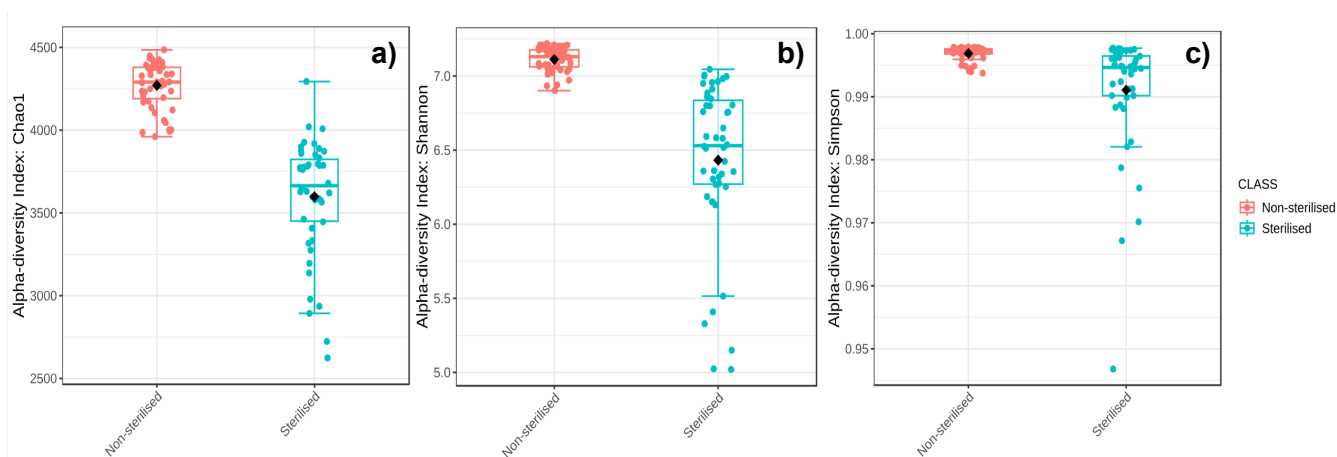 a)
Alpha-diversity Index: Chao1
4500
4000
3500
3000
2500
Non-sterilised
Sterilised
b)
Alpha-diversity Index: Shannon
7.0
6.5
6.0
5.5
5.0
Non-sterilised
Sterilised
c)
Alpha-diversity Index: Simpson
1.00
0.99
0.98
0.97
0.96
0.95
Non-sterilised
Sterilised
CLASS
Non-sterilised
Sterilised